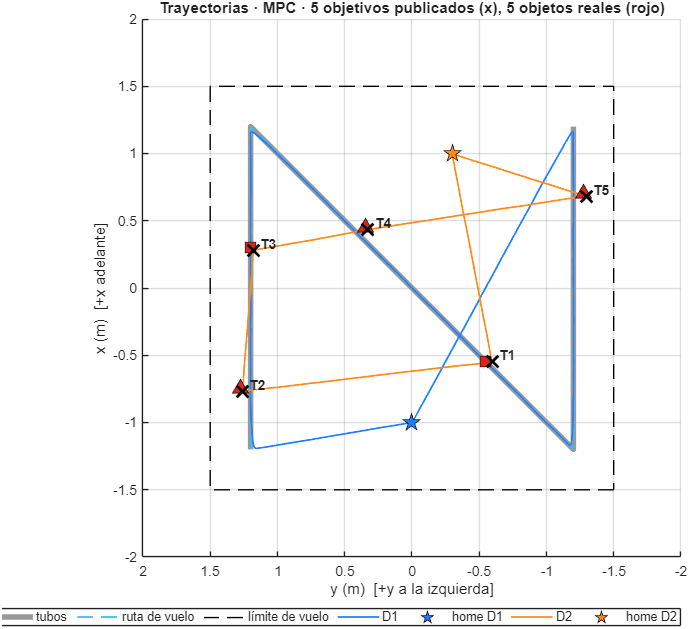 Trayectorias · MPC · 5 objetivos publicados (x), 5 objetos reales (rojo)
2
1.5
1
0.5
0
-0.5
-1
-1.5
-2
x (m) [+x adelante]
T5
T4
T3
T1
T2
2 1.5 1 0.5 0 -0.5 -1 -1.5 -2
y (m) [+y a la izquierda]
tubos ruta de vuelo límite de vuelo D1 home D1 D2 home D2